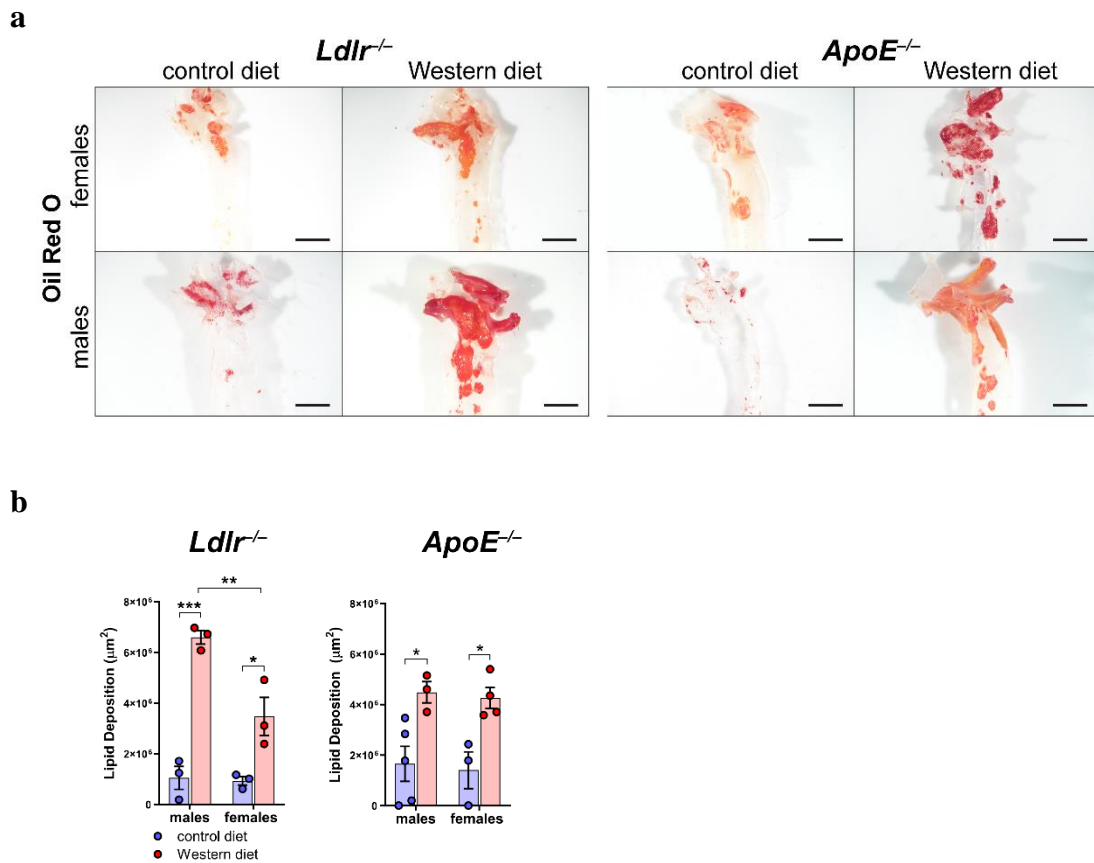 a
Ldlr–/–
ApoE–/–
control diet
Western diet
control diet
Western diet
Oil Red O
females
males
b
Ldlr–/–
ApoE–/–
Lipid Deposition (µm²)
8×10⁶
6×10⁶
4×10⁶
2×10⁶
0
***
**
*
males
females
Lipid Deposition (µm²)
8×10⁶
6×10⁶
4×10⁶
2×10⁶
0
*
*
males
females
control diet
Western diet